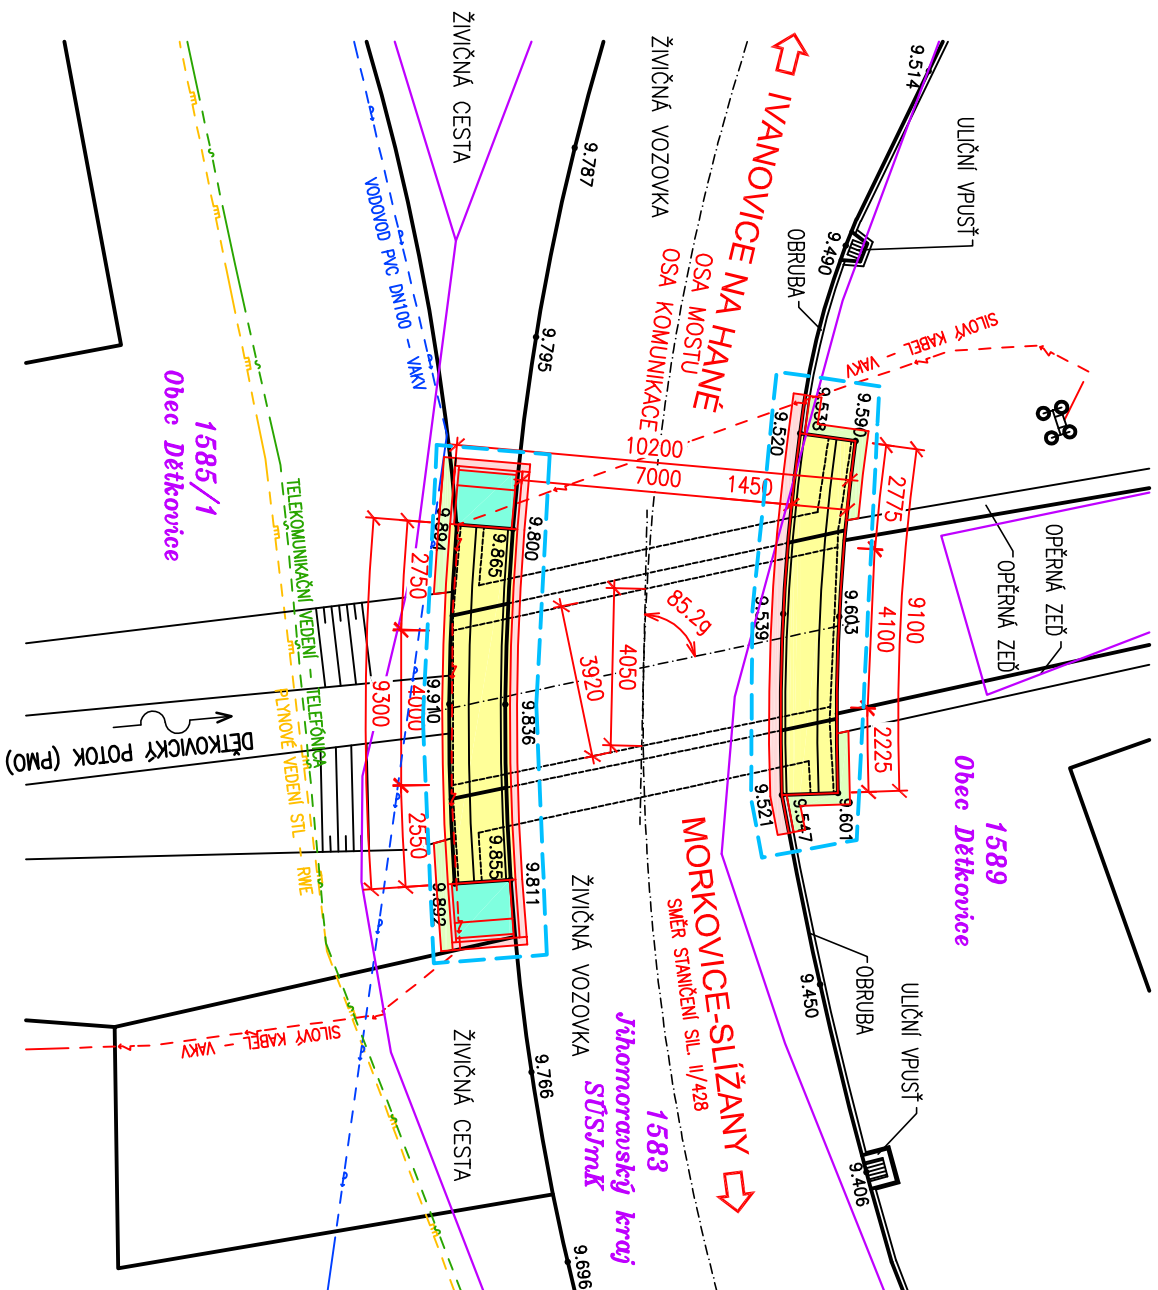 ŽIVIČNÁ CESTA
ŽIVIČNÁ VOZOVKA
IVANOVICE NA HANÉ
OSA MOSTU
OSA KOMUNIKACE
9.514
ULIČNÍ VPUSŤ
9.490
OBRUBA
9.787
9.795
VODOVOD PVC DN100 - VAKV
SILOVÝ KABEL - VAKV
1585/1
Obec Dětkovice
9.520
9.538
9.590
10200
7000
1450
2775
9100
4100
2225
9.894
9.865
9.800
2750
9300
4000
2550
9.910
9.836
9.539
9.603
85.2g
4050
3920
OPĚRNÁ ZEĎ
OPĚRNÁ ZEĎ
TELEKOMUNIKAČNÍ VEDENÍ - TELEFÓNICA
PLYNOVÉ VEDENÍ STL - RWE
DĚTKOVICKÝ POTOK (PMO)
9.521
9.547
9.601
9.892
9.855
9.811
1589
Obec Dětkovice
MORKOVICE-SLÍŽANY
SMĚR STANIČENÍ SIL. II/428
ŽIVIČNÁ VOZOVKA
OBRUBA
9.450
ULIČNÍ VPUSŤ
9.406
1583
Jihomoravský kraj
SÚSJmK
9.766
9.696
ŽIVIČNÁ CESTA
SILOVÝ KABEL - VAKV